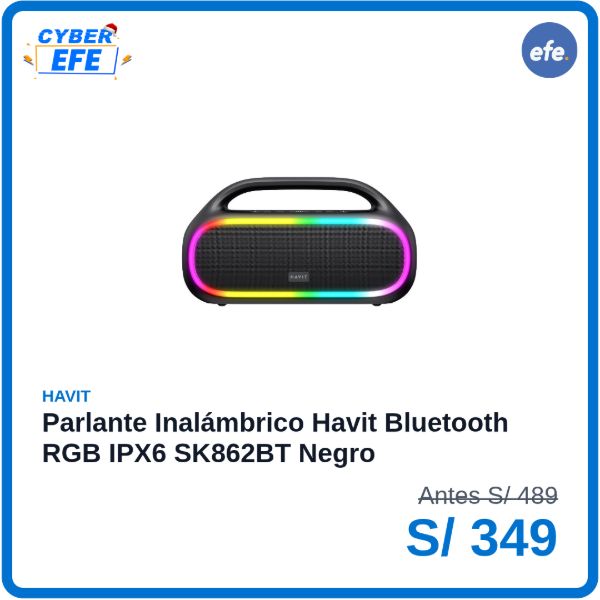 CYBER
EFE
efe.
HAVIT
HAVIT
Parlante Inalámbrico Havit Bluetooth
RGB IPX6 SK862BT Negro
Antes S/ 489
S/ 349